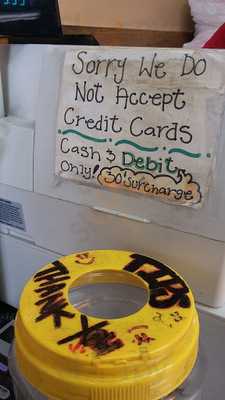 Sorry We Do
Not Accept
Credit Cards
Cash $ Debit
Only! 50¢ Surcharge
TIPS
THANK
YOU